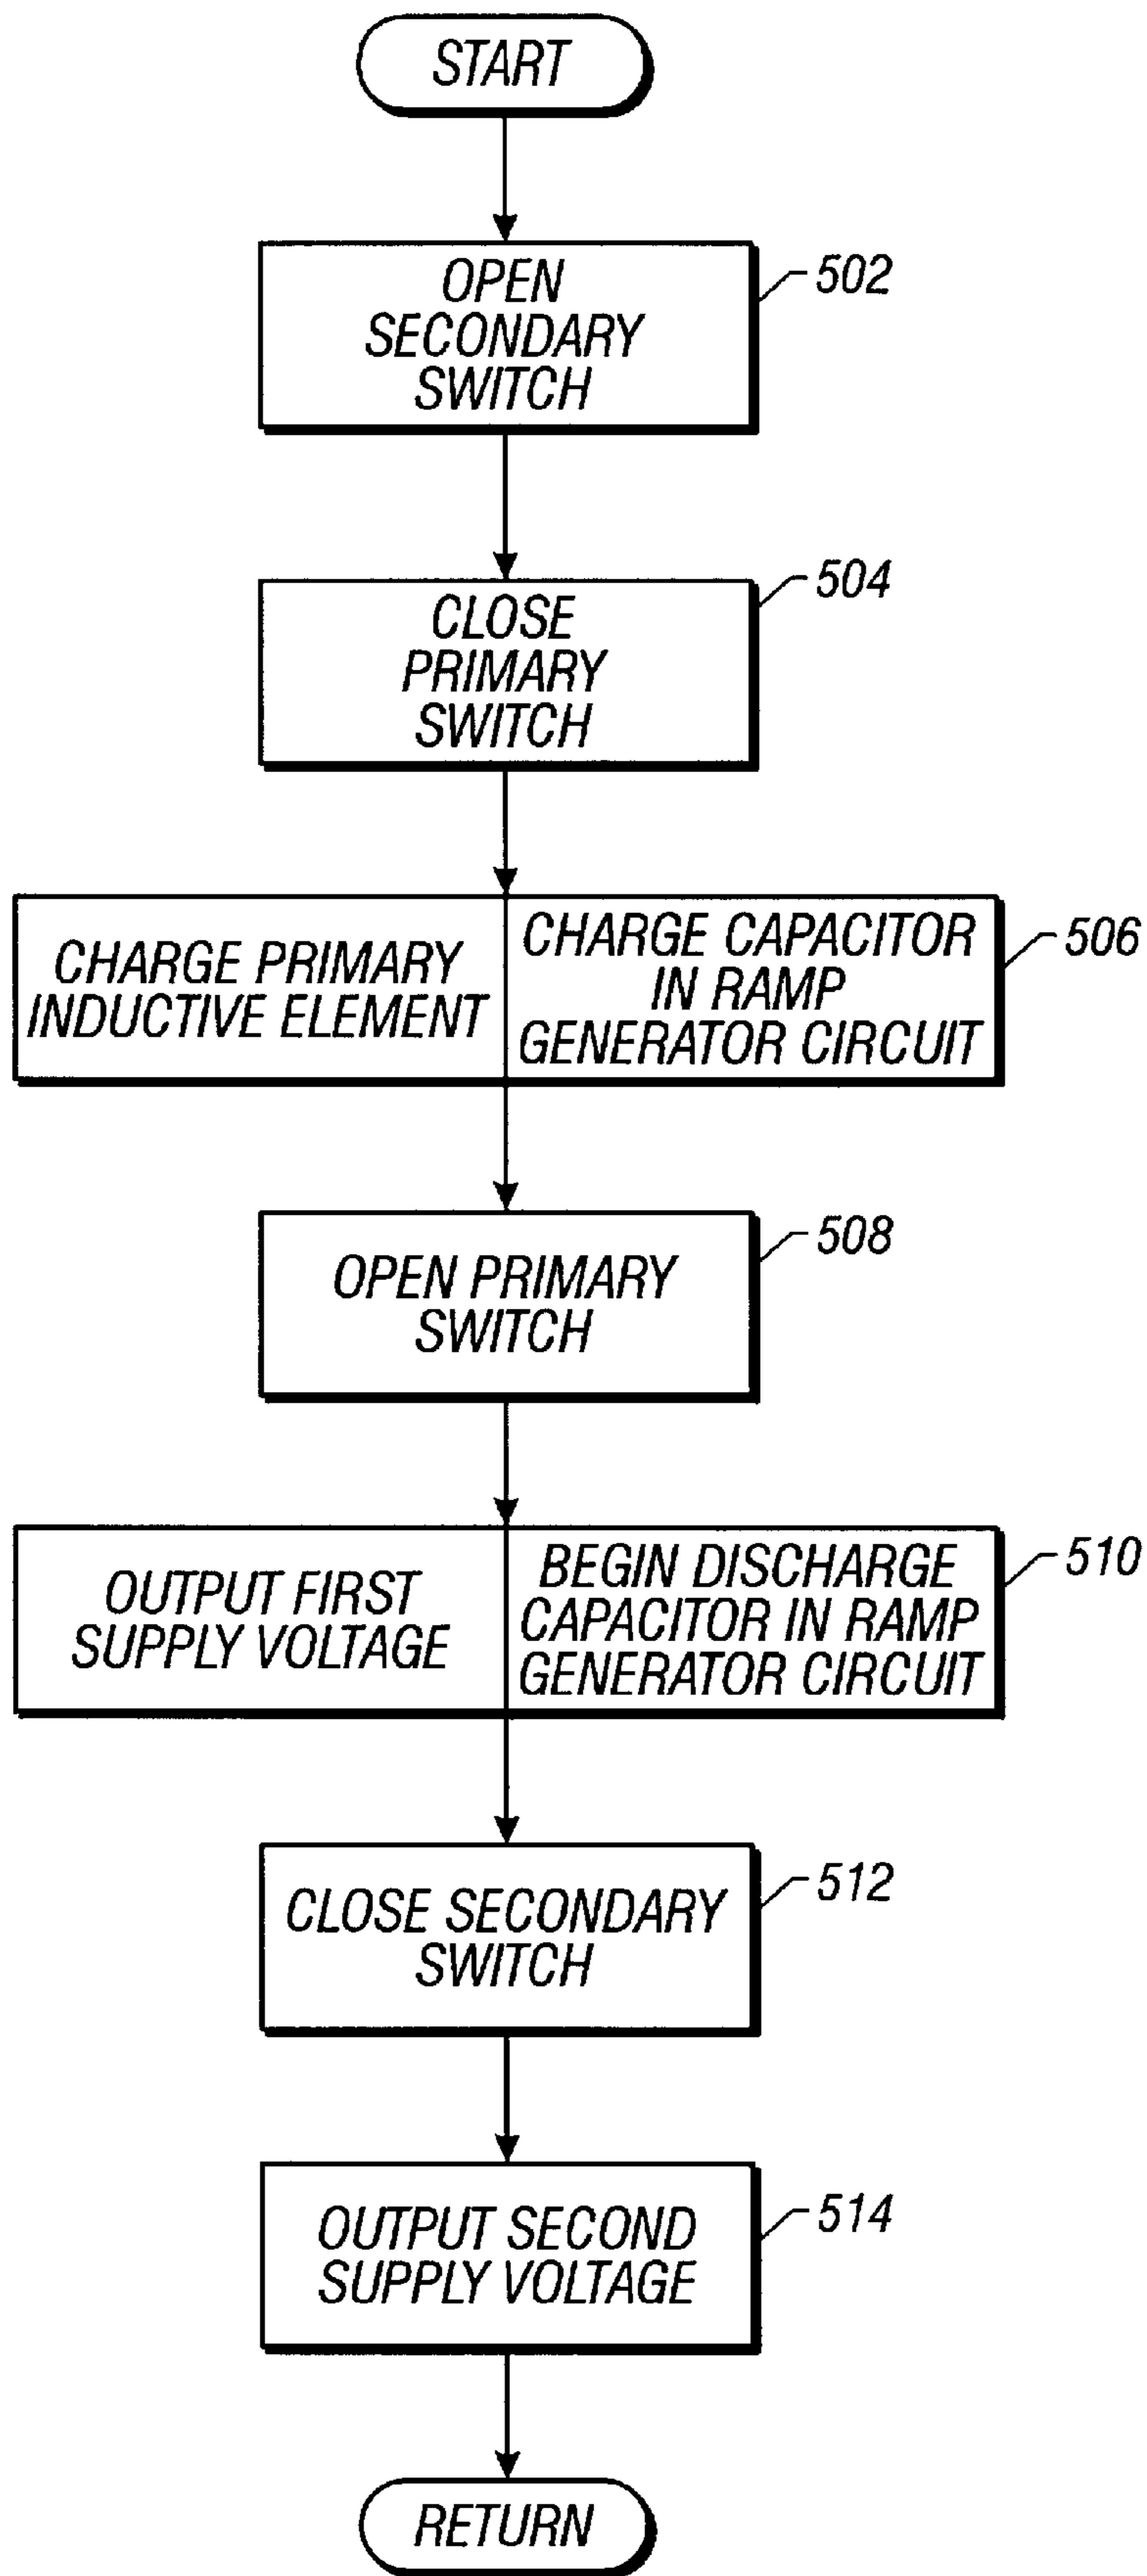 START
OPEN
SECONDARY
SWITCH
502
CLOSE
PRIMARY
SWITCH
504
CHARGE PRIMARY
INDUCTIVE ELEMENT
CHARGE CAPACITOR
IN RAMP
GENERATOR CIRCUIT
506
OPEN PRIMARY
SWITCH
508
OUTPUT FIRST
SUPPLY VOLTAGE
BEGIN DISCHARGE
CAPACITOR IN RAMP
GENERATOR CIRCUIT
510
CLOSE SECONDARY
SWITCH
512
OUTPUT SECOND
SUPPLY VOLTAGE
514
RETURN